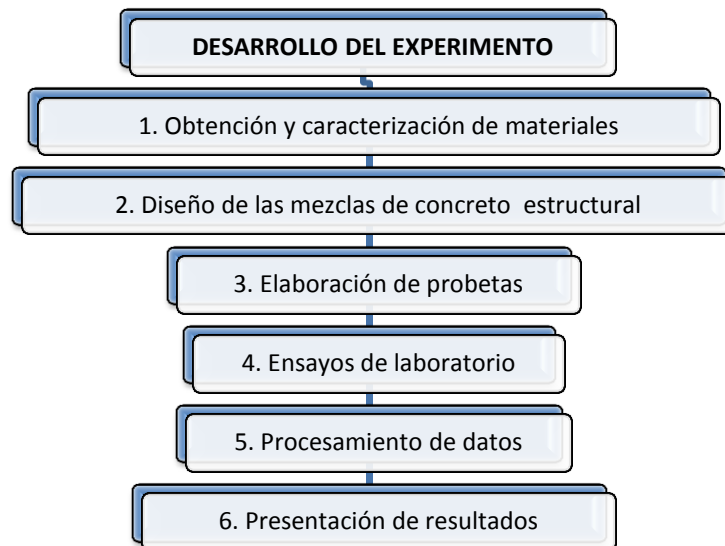 DESARROLLO DEL EXPERIMENTO
1. Obtención y caracterización de materiales
2. Diseño de las mezclas de concreto estructural
3. Elaboración de probetas
4. Ensayos de laboratorio
5. Procesamiento de datos
6. Presentación de resultados